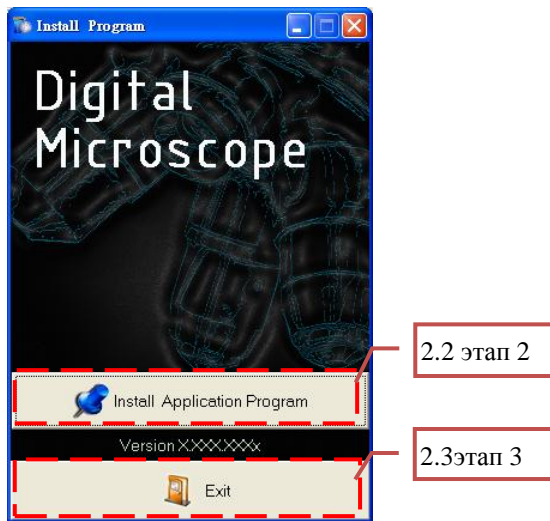 Install Program
Digital
Microscope
2.2 этап 2
Install Application Program
Version X.XXX.XXXx
2.3этап 3
Exit